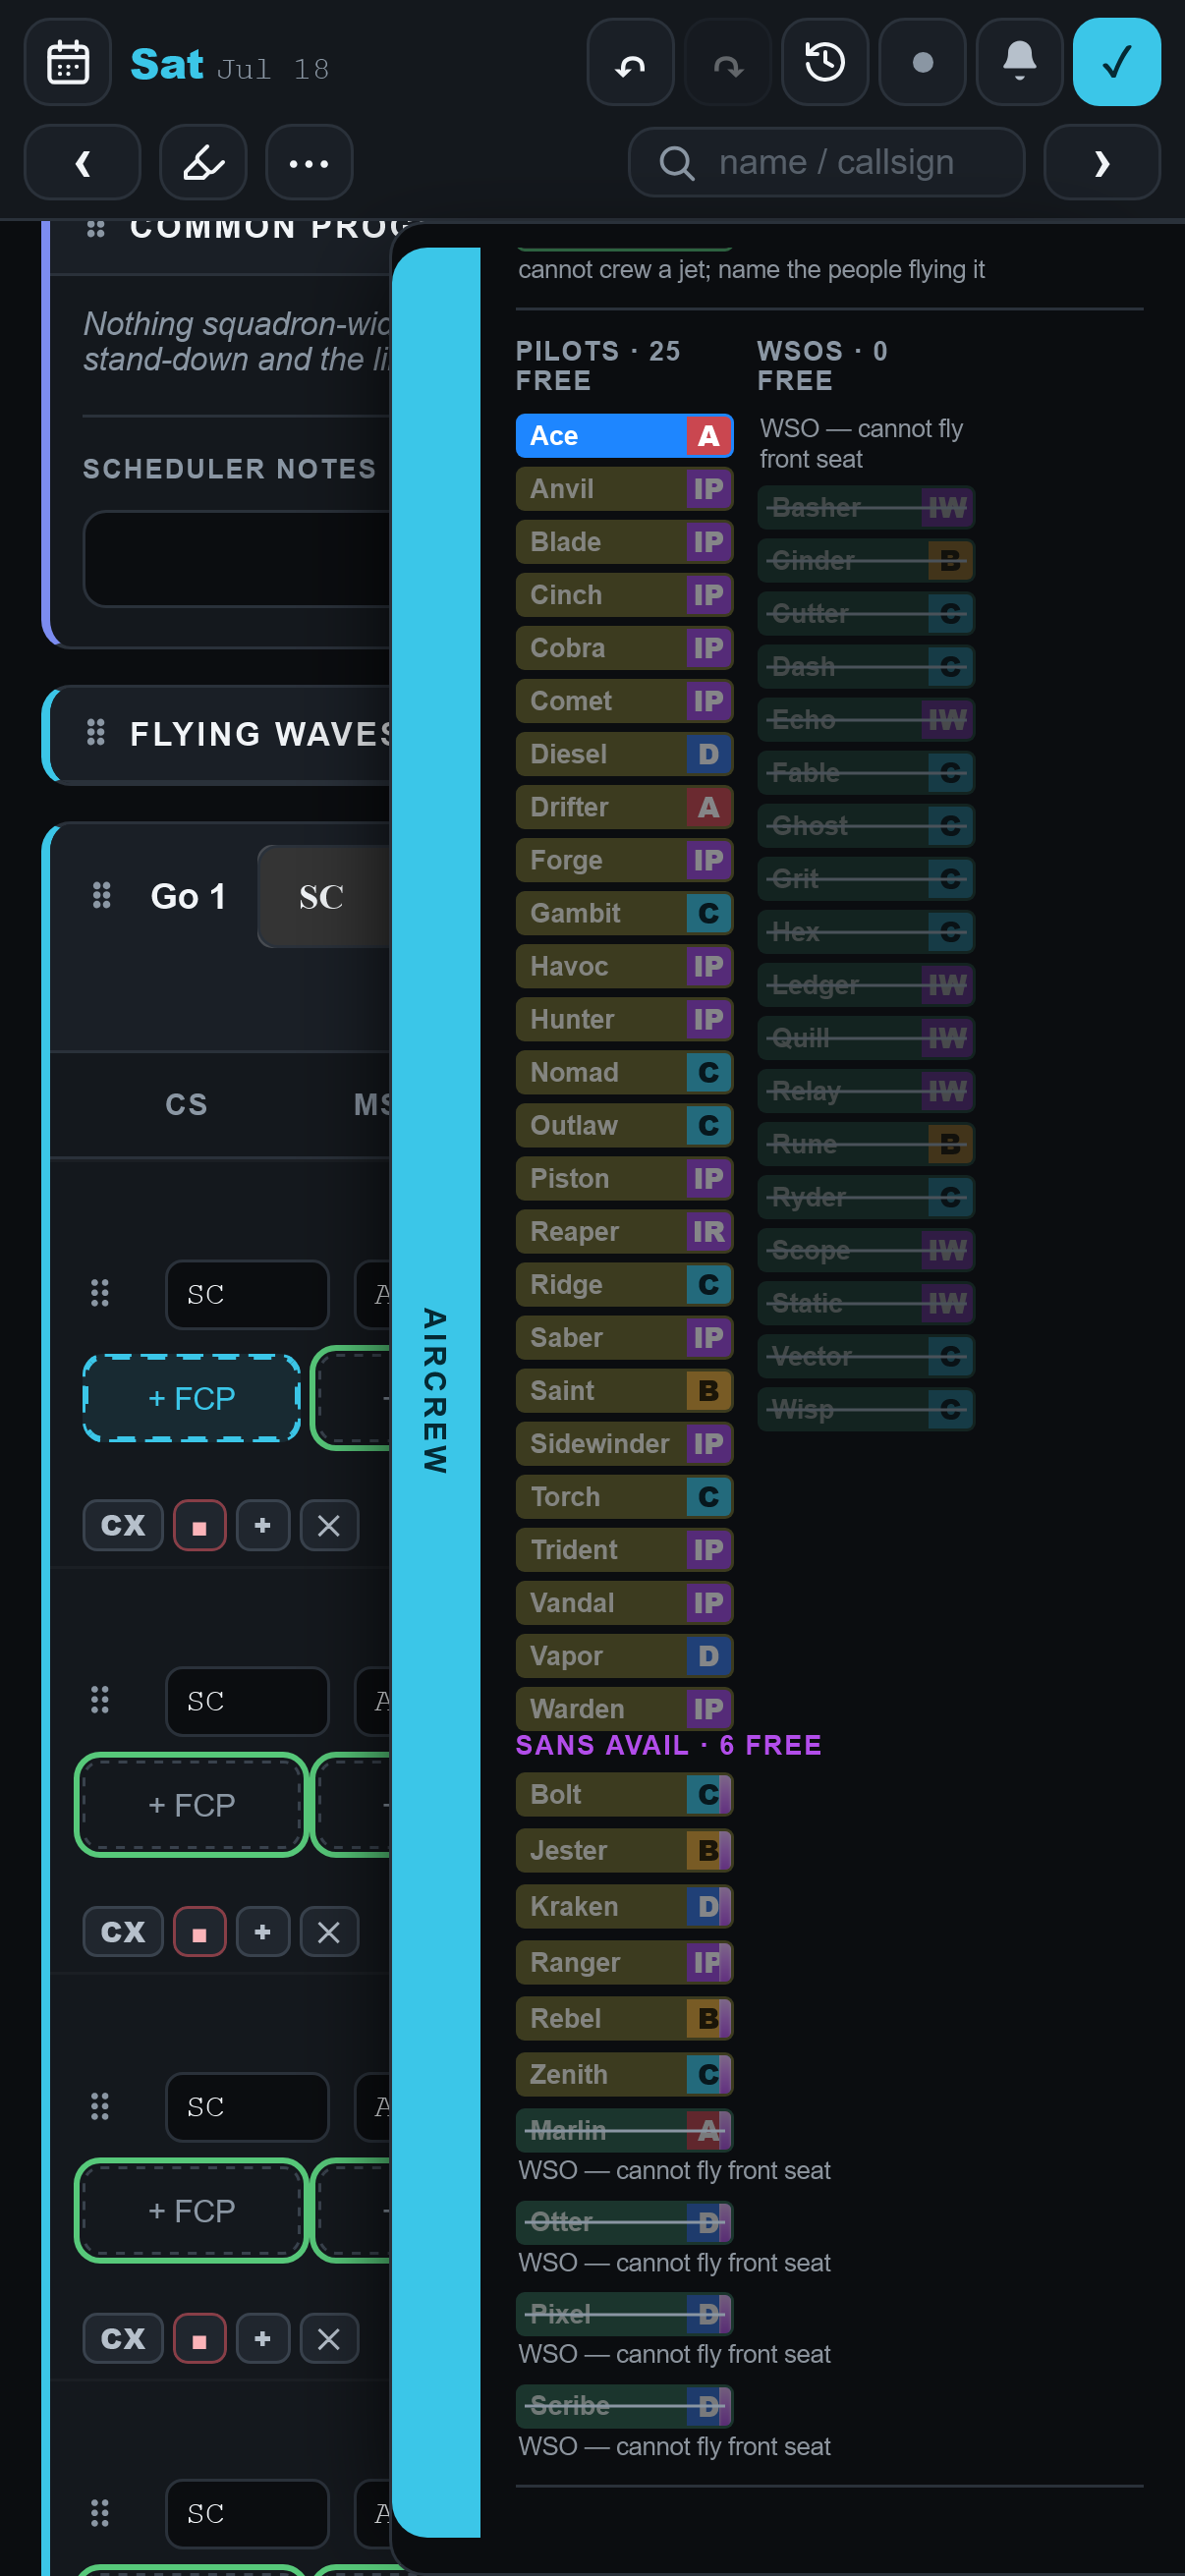 Sat Jul 18
name / callsign
COMMON PROG
Nothing squadron-wid
stand-down and the li
SCHEDULER NOTES
FLYING WAVES
Go 1 SC
CS MS
SC A
+ FCP
CX + ×
SC A
+ FCP
CX + ×
SC A
+ FCP
CX + ×
SC A
AIRCREW
cannot crew a jet; name the people flying it
PILOTS · 25
FREE
Ace A
Anvil IP
Blade IP
Cinch IP
Cobra IP
Comet IP
Diesel D
Drifter A
Forge IP
Gambit C
Havoc IP
Hunter IP
Nomad C
Outlaw C
Piston IP
Reaper IR
Ridge C
Saber IP
Saint B
Sidewinder IP
Torch C
Trident IP
Vandal IP
Vapor D
Warden IP
WSOS · 0
FREE
WSO — cannot fly
front seat
Basher IW
Cinder B
Cutter C
Dash C
Echo IW
Fable C
Ghost C
Grit C
Hex C
Ledger IW
Quill IW
Relay IW
Rune B
Ryder C
Scope IW
Static IW
Vector C
Wisp C
SANS AVAIL · 6 FREE
Bolt C
Jester B
Kraken D
Ranger IP
Rebel B
Zenith C
Marlin A
WSO — cannot fly front seat
Otter D
WSO — cannot fly front seat
Pixel D
WSO — cannot fly front seat
Scribe D
WSO — cannot fly front seat